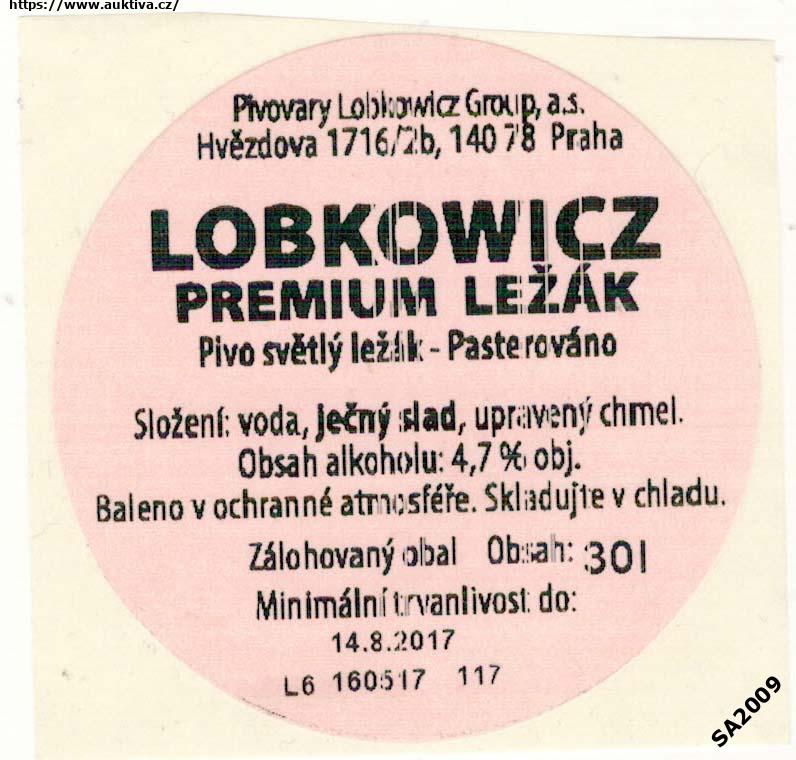 https://www.auktiva.cz/
Pivovary Lobkowicz Group, a.s.
Hvězdova 1716/2b, 140 78 Praha
LOBKOWICZ
PREMIUM LEŽÁK
Pivo světlý ležák - Pasterováno
Složení: voda, ječný slad, upravený chmel.
Obsah alkoholu: 4,7 % obj.
Baleno v ochranné atmosféře. Skladujte v chladu.
Zálohovaný obal Obsah: 30l
Minimální trvanlivost do:
14.8.2017
L6 160517 117
SA2009